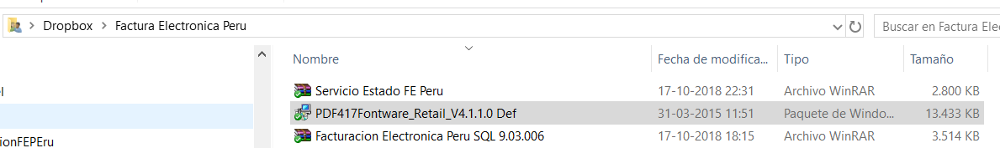 Dropbox > Factura Electronica Peru
Buscar en Factura Ele
Nombre Fecha de modifica... Tipo Tamaño
Servicio Estado FE Peru 17-10-2018 22:31 Archivo WinRAR 2.800 KB
PDF417Fontware_Retail_V4.1.1.0 Def 31-03-2015 11:51 Paquete de Windo... 13.433 KB
Facturacion Electronica Peru SQL 9.03.006 17-10-2018 18:15 Archivo WinRAR 3.514 KB
ionFEPEru